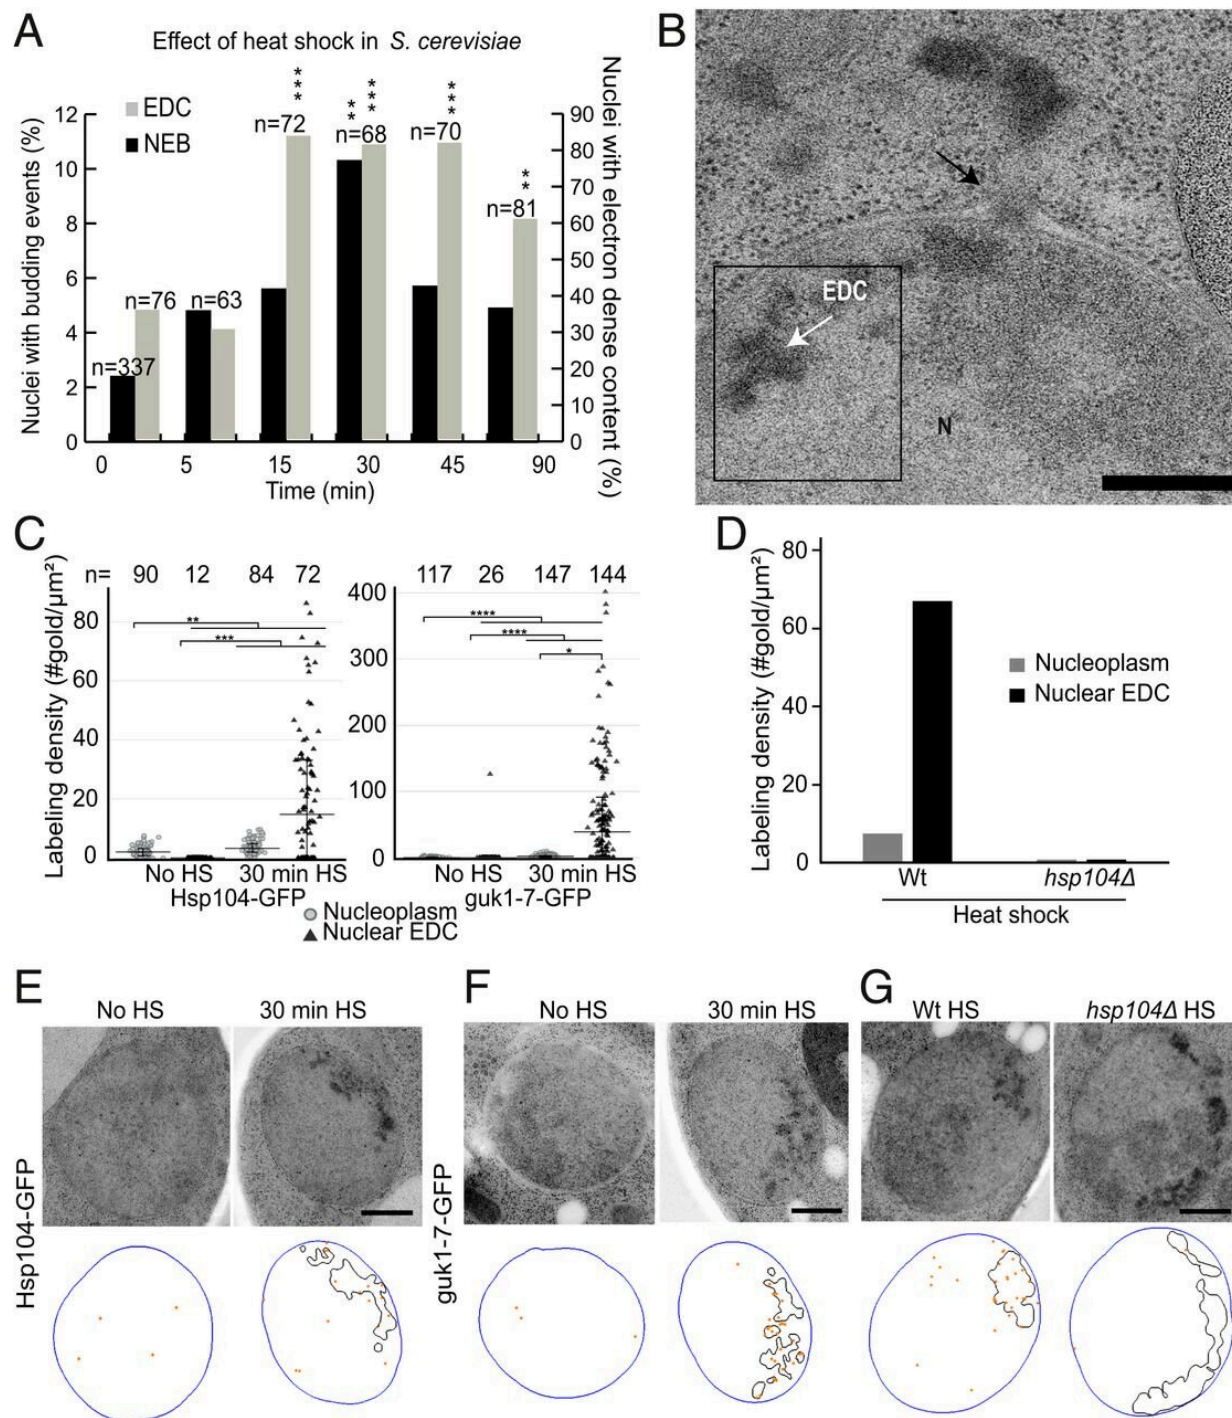 A
Effect of heat shock in S. cerevisiae
EDC
NEB
Nuclei with budding events (%)
12
10
8
6
4
2
0
n=337
n=76
n=63
n=72
***
n=68
**
***
n=70
***
n=81
**
90
80
70
60
50
40
30
20
10
0
Nuclei with electron dense content (%)
0 5 15 30 45 90
Time (min)
B
EDC
N
C
Labeling density (#gold/µm²)
n= 90 12 84 72
80
60
40
20
0
**
***
No HS 30 min HS
Hsp104-GFP
117 26 147 144
400
300
200
100
0
****
****
*
No HS 30 min HS
guk1-7-GFP
Nucleoplasm
Nuclear EDC
D
Labeling density (#gold/µm²)
80
60
40
20
0
Nucleoplasm
Nuclear EDC
Wt hsp104Δ
Heat shock
E
No HS 30 min HS
Hsp104-GFP
F
No HS 30 min HS
guk1-7-GFP
G
Wt HS hsp104Δ HS